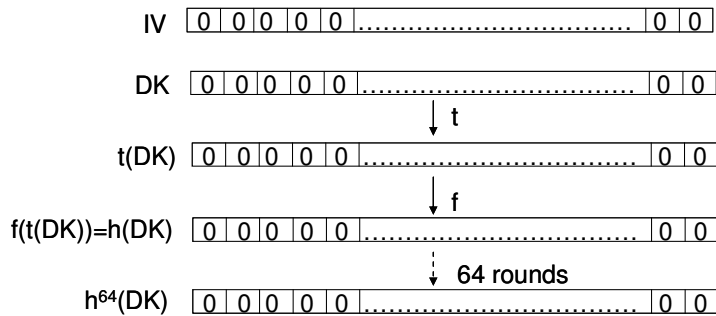 IV 0 0 0 0 0 ................................. 0 0
DK 0 0 0 0 0 ................................. 0 0
t
t(DK) 0 0 0 0 0 ................................. 0 0
f
f(t(DK))=h(DK) 0 0 0 0 0 ................................. 0 0
64 rounds
h⁶⁴(DK) 0 0 0 0 0 ................................. 0 0